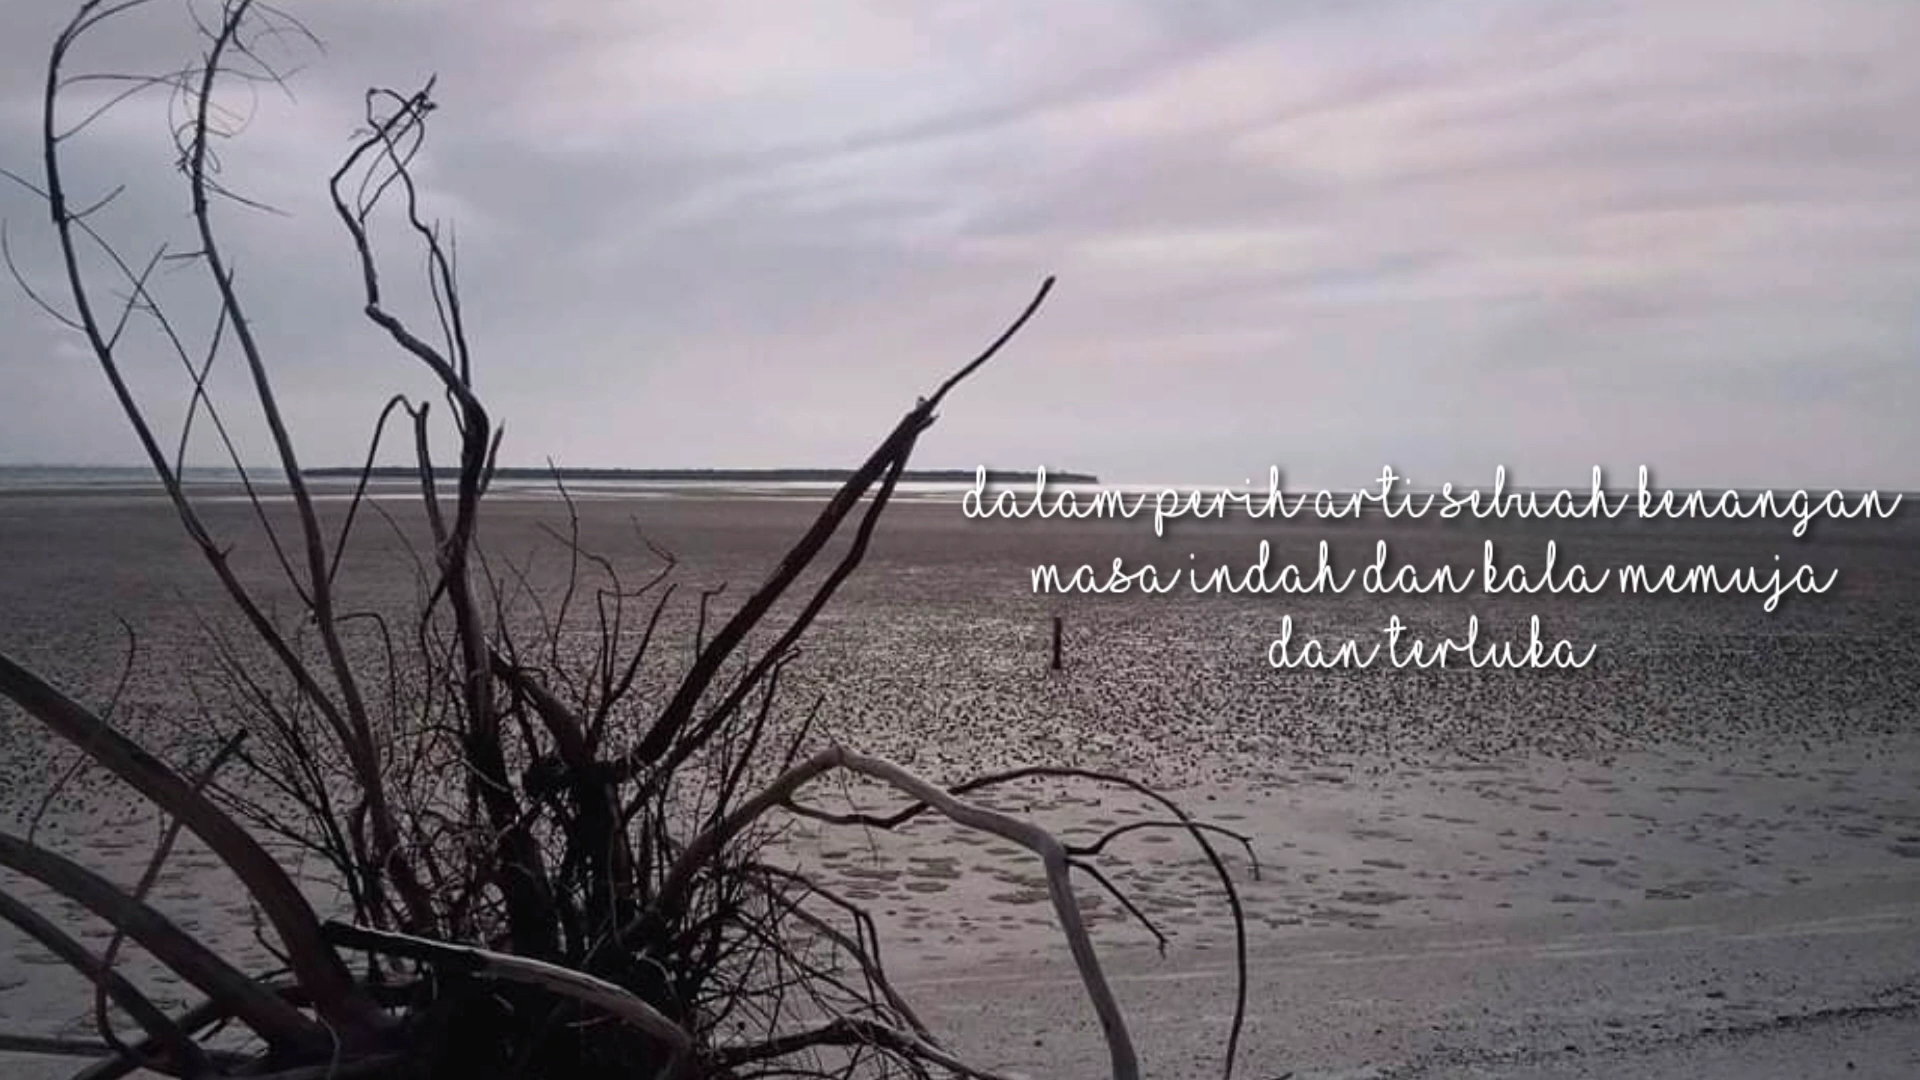 dalam perih arti sebuah kenangan
masa indah dan kala memuja
dan terluka